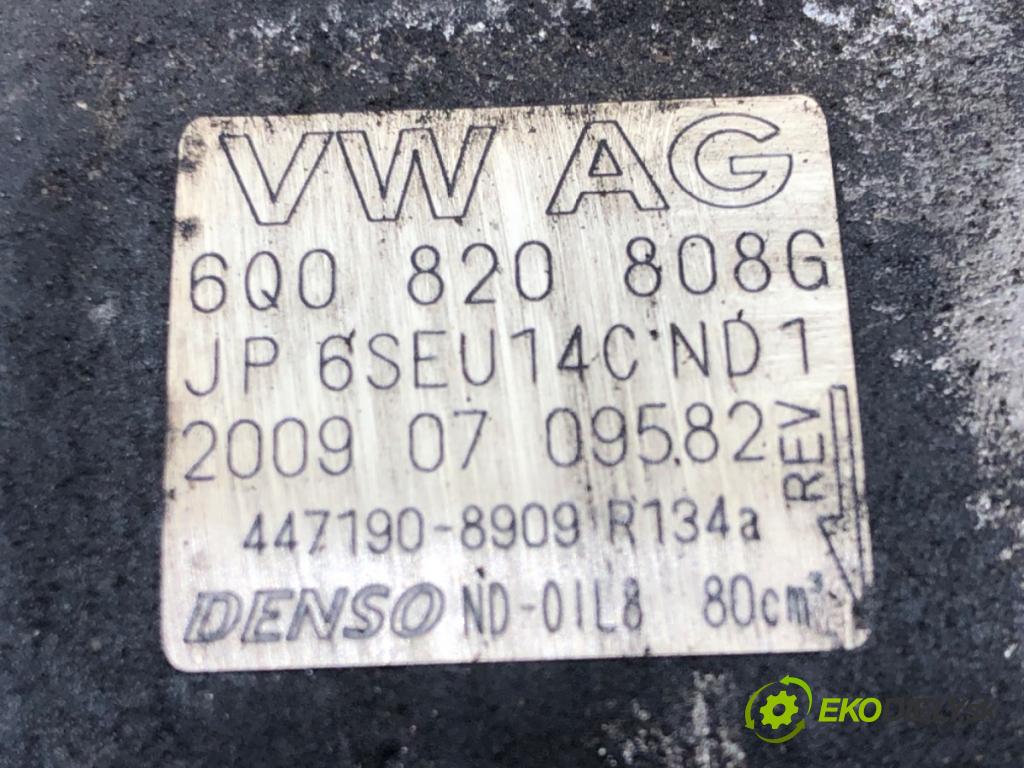 VW AG
6Q0 820 808G
JP 6SEU14C ND1
2009 07 09582
REV
447190-8909 R134a
DENSO ND-OIL8 80cm³
EKO